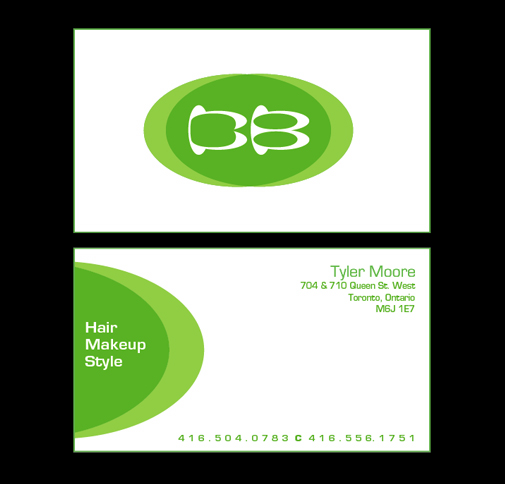 CB
Tyler Moore
704 & 710 Queen St. West
Toronto, Ontario
M6J 1E7
Hair
Makeup
Style
416.504.0783 C 416.556.1751